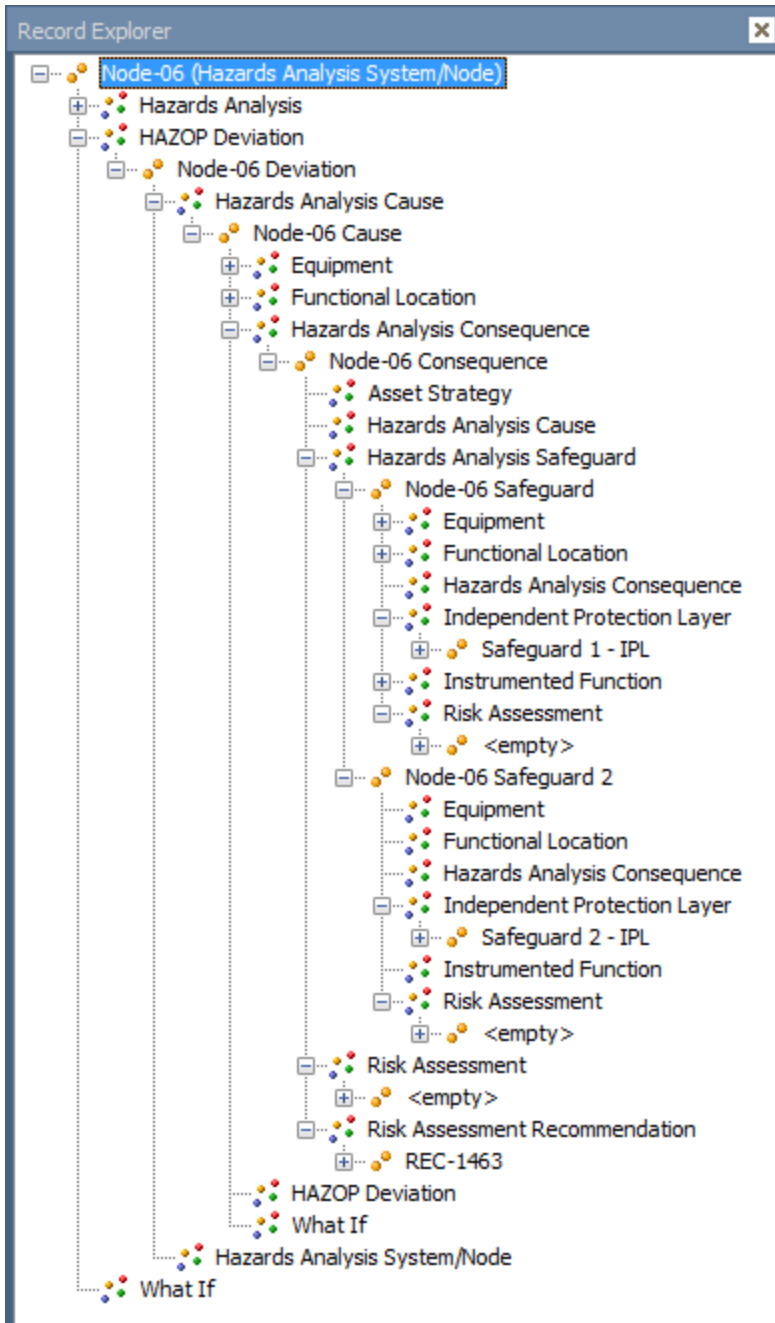 Record Explorer
Node-06 (Hazards Analysis System/Node)
Hazards Analysis
HAZOP Deviation
Node-06 Deviation
Hazards Analysis Cause
Node-06 Cause
Equipment
Functional Location
Hazards Analysis Consequence
Node-06 Consequence
Asset Strategy
Hazards Analysis Cause
Hazards Analysis Safeguard
Node-06 Safeguard
Equipment
Functional Location
Hazards Analysis Consequence
Independent Protection Layer
Safeguard 1 - IPL
Instrumented Function
Risk Assessment
<empty>
Node-06 Safeguard 2
Equipment
Functional Location
Hazards Analysis Consequence
Independent Protection Layer
Safeguard 2 - IPL
Instrumented Function
Risk Assessment
<empty>
Risk Assessment
<empty>
Risk Assessment Recommendation
REC-1463
HAZOP Deviation
What If
Hazards Analysis System/Node
What If